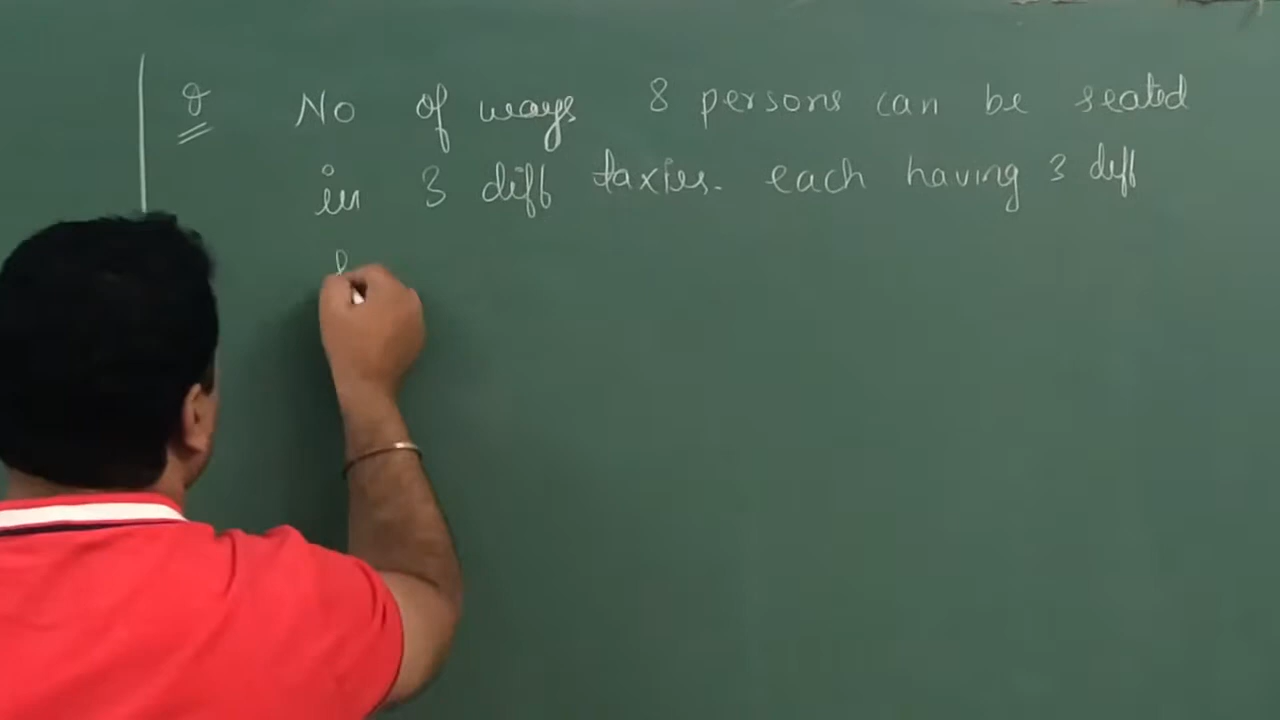 Q No of ways 8 persons can be seated
in 3 diff taxies. each having 3 diff